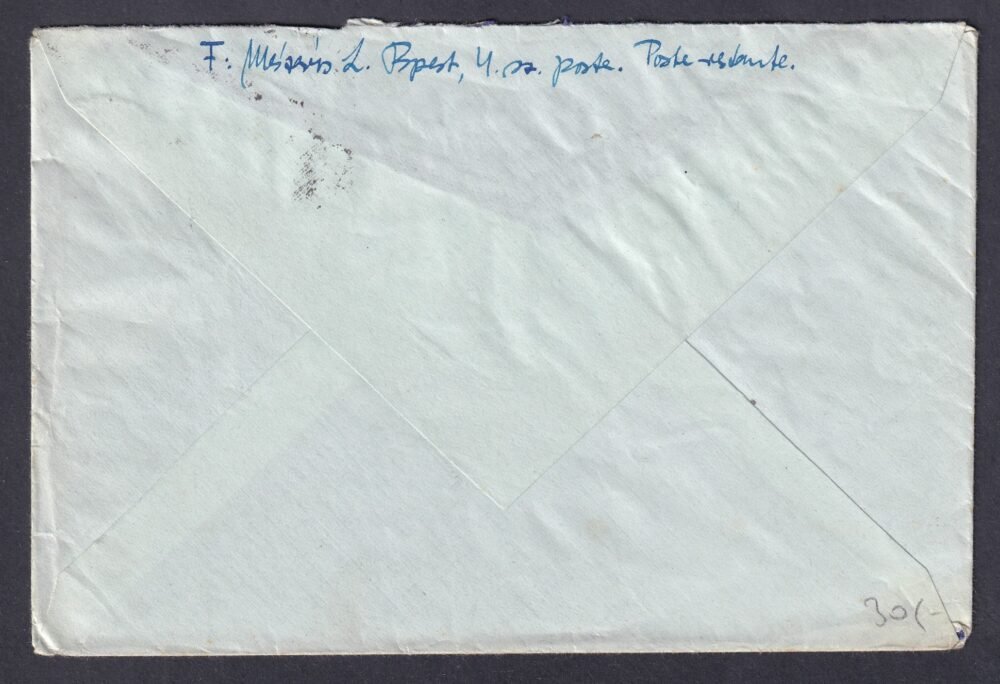 F: Mészáros L. Bpest, 4. sz. posta. Poste-restante.
30/-